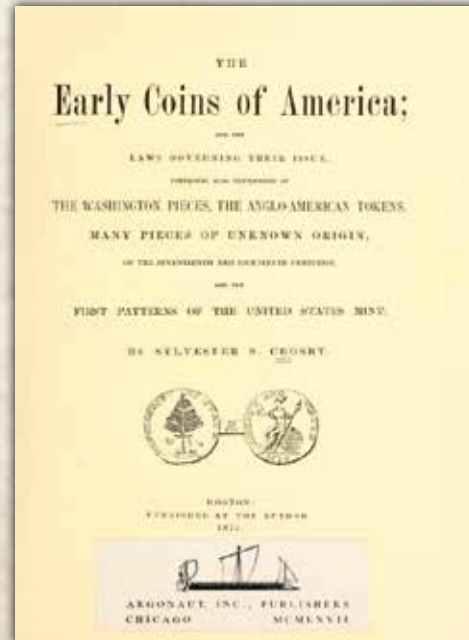 THE
Early Coins of America;
AND THE
LAWS GOVERNING THEIR ISSUE.
COMPRISING ALSO DESCRIPTIONS OF
THE WASHINGTON PIECES, THE ANGLO-AMERICAN TOKENS,
MANY PIECES OF UNKNOWN ORIGIN,
OF THE SEVENTEENTH AND EIGHTEENTH CENTURIES,
AND THE
FIRST PATTERNS OF THE UNITED STATES MINT.
BY SYLVESTER S. CROSBY.
BOSTON:
PUBLISHED BY THE AUTHOR
ARGONAUT, INC., PUBLISHERS
CHICAGO MCMLXVII